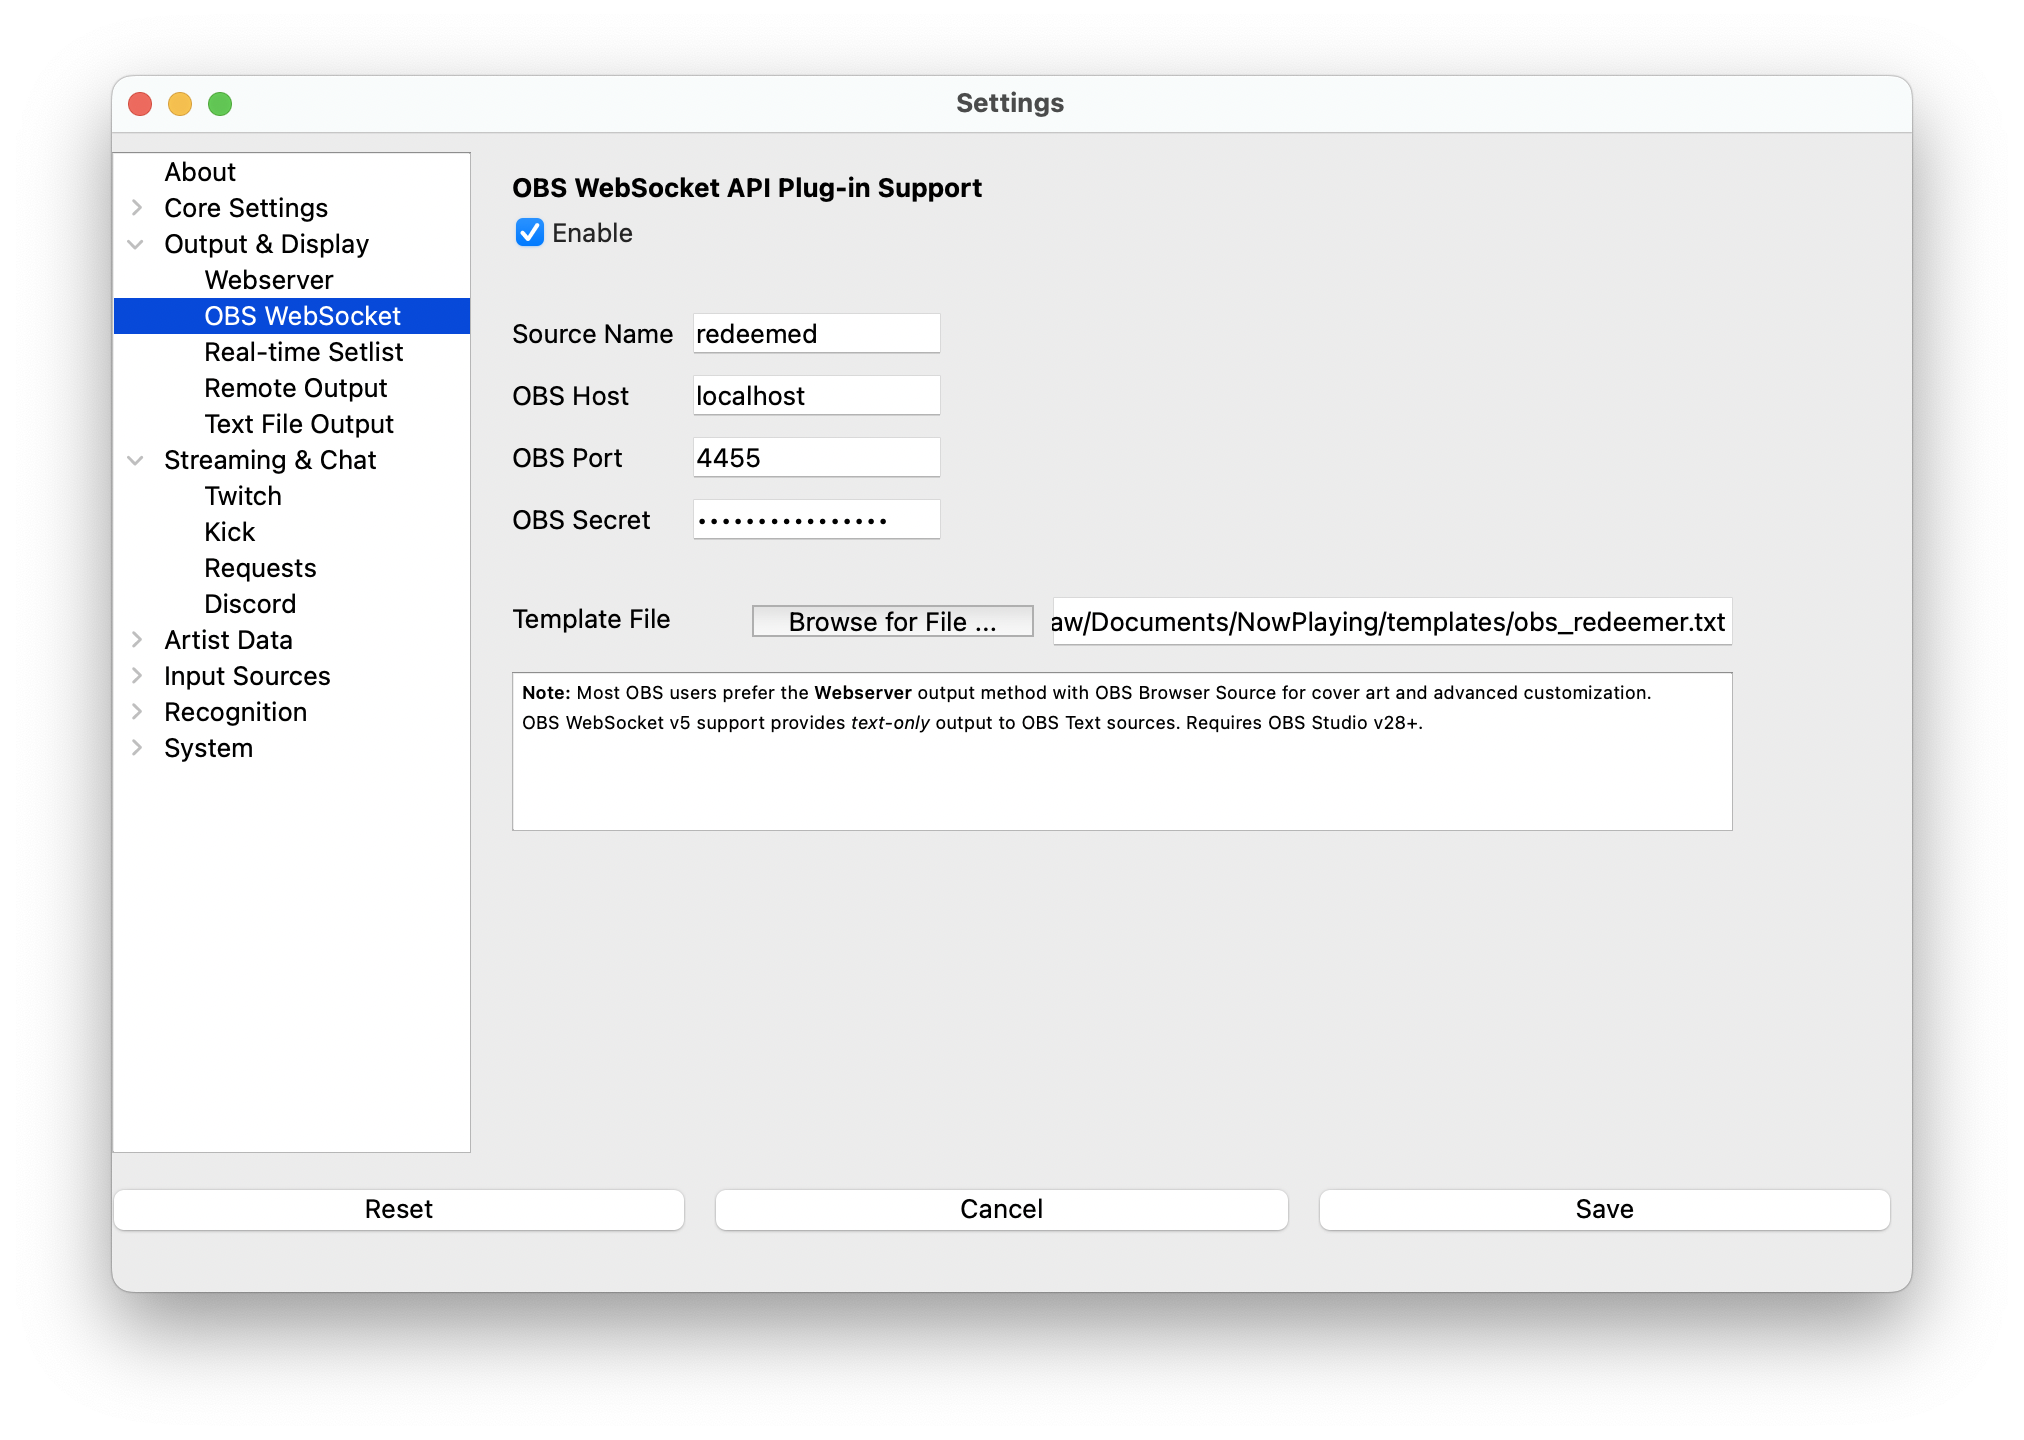 Settings
About
Core Settings
Output & Display
Webserver
OBS WebSocket
Real-time Setlist
Remote Output
Text File Output
Streaming & Chat
Twitch
Kick
Requests
Discord
Artist Data
Input Sources
Recognition
System
OBS WebSocket API Plug-in Support
Enable
Source Name redeemed
OBS Host localhost
OBS Port 4455
OBS Secret ••••••••••••••••
Template File Browse for File ... aw/Documents/NowPlaying/templates/obs_redeemer.txt
Note: Most OBS users prefer the Webserver output method with OBS Browser Source for cover art and advanced customization.
OBS WebSocket v5 support provides text-only output to OBS Text sources. Requires OBS Studio v28+.
Reset Cancel Save